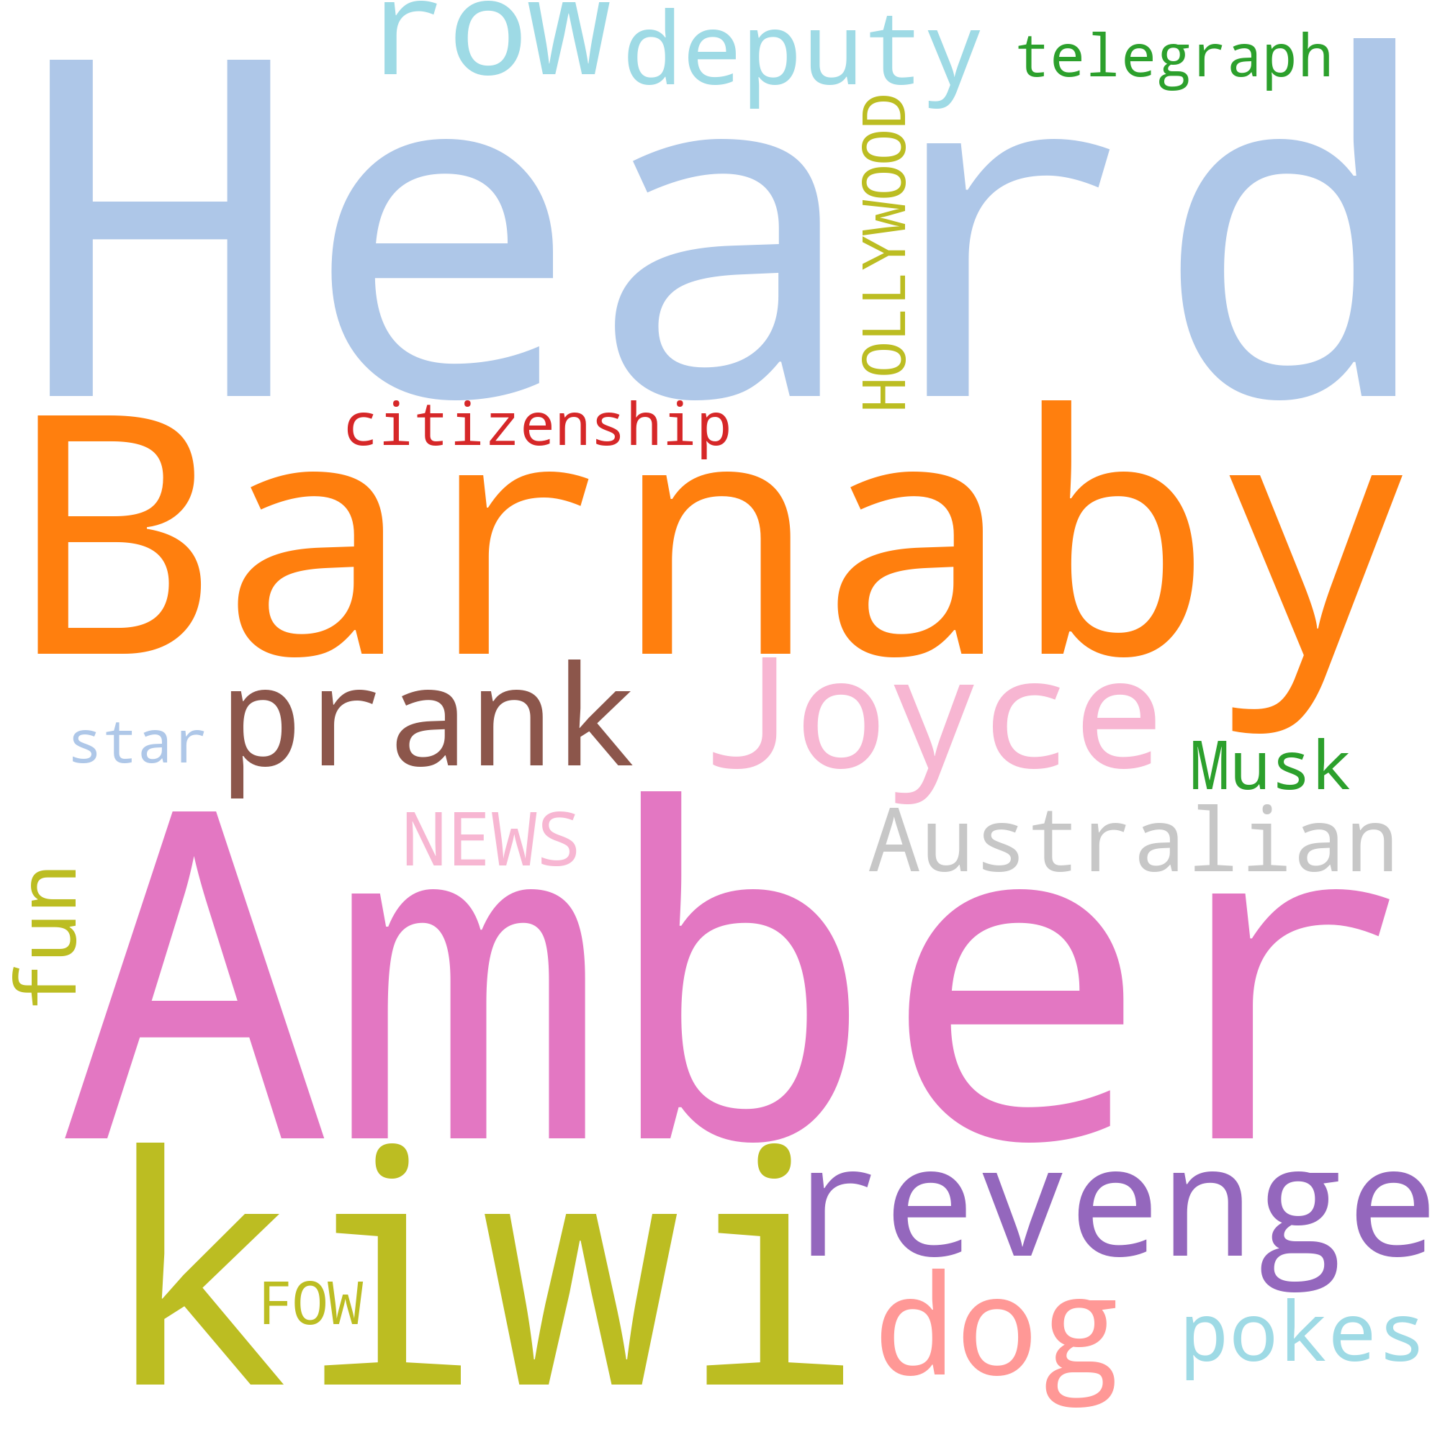 row deputy telegraph
Heard
HOLLYWOOD
citizenship
Barnaby
prank Joyce
star Musk
NEWS Australian
fun
Amber
kiwi revenge
FOW dog pokes